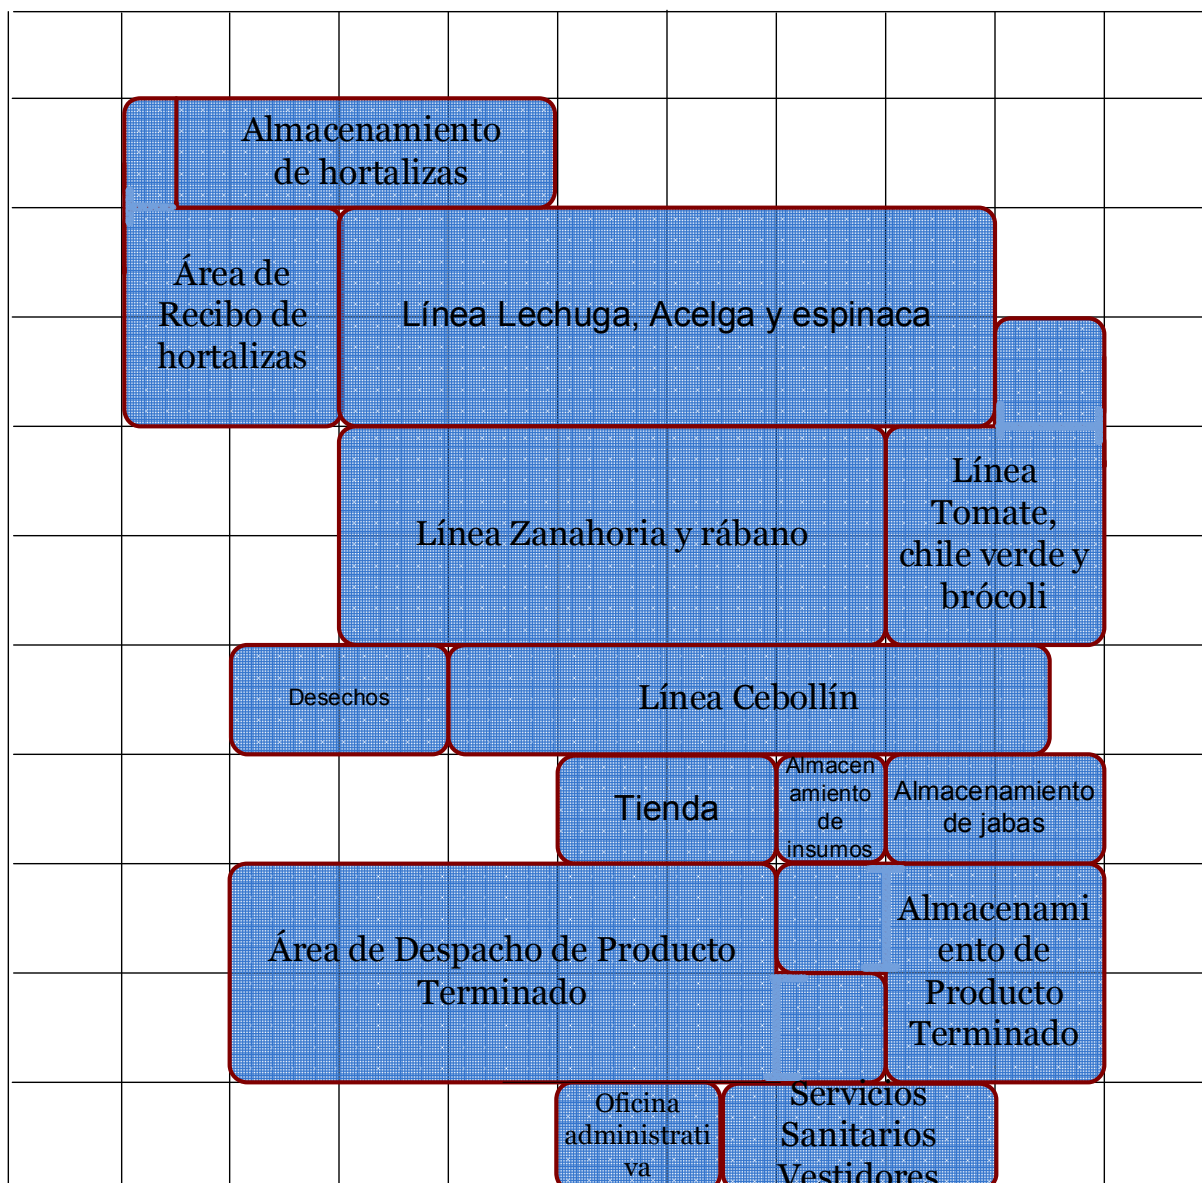 Almacenamiento
de hortalizas
Área de
Recibo de
hortalizas
Línea Lechuga, Acelga y espinaca
Línea Zanahoria y rábano
Línea
Tomate,
chile verde y
brócoli
Desechos
Línea Cebollín
Tienda
Almacen
amiento
de
insumos
Almacenamiento
de jabas
Área de Despacho de Producto
Terminado
Almacenami
ento de
Producto
Terminado
Oficina
administrati
va
Servicios
Sanitarios
Vestidores